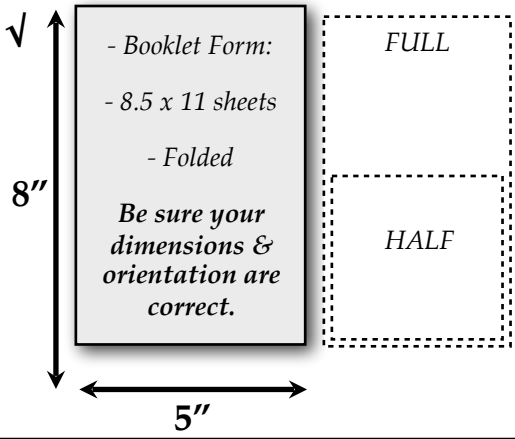 √
- Booklet Form:
- 8.5 x 11 sheets
- Folded
Be sure your
dimensions &
orientation are
correct.
8"
5"
FULL
HALF